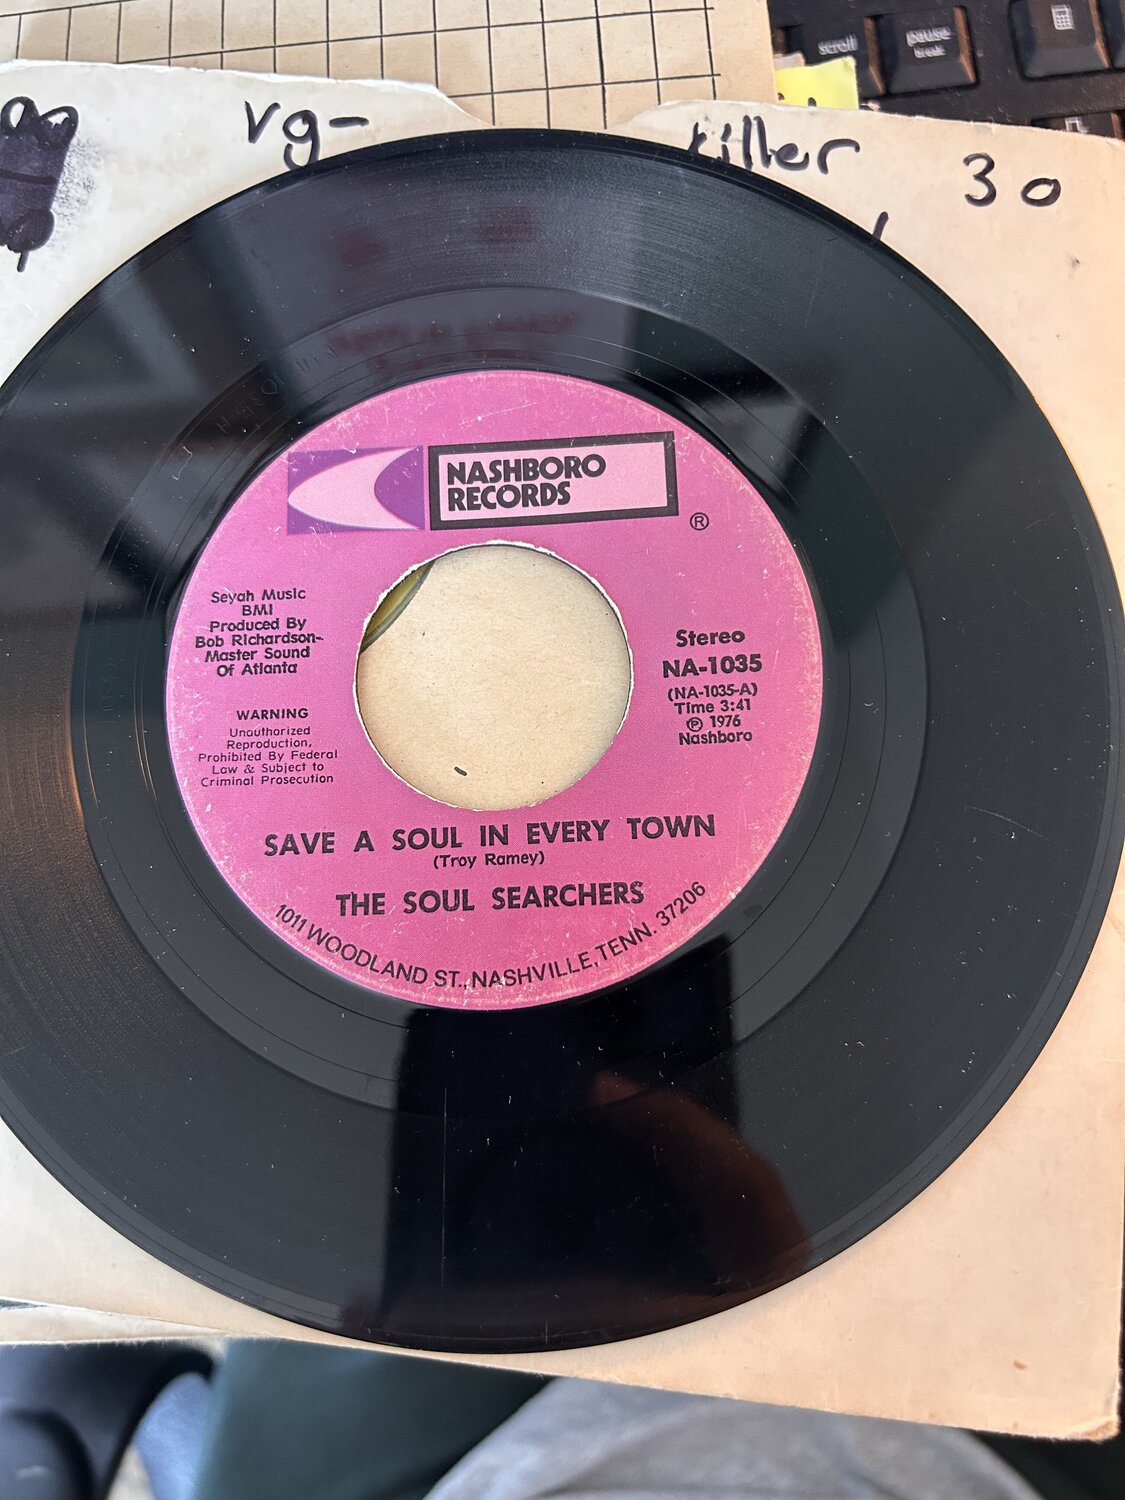 scroll
pause
break
vg-
killer
30
NASHBORO
RECORDS
®
Seyah Music
BMI
Produced By
Bob Richardson-
Master Sound
Of Atlanta
WARNING
Unauthorized
Reproduction,
Prohibited By Federal
Law & Subject to
Criminal Prosecution
Stereo
NA-1035
(NA-1035-A)
Time 3:41
℗ 1976
Nashboro
SAVE A SOUL IN EVERY TOWN
(Troy Ramey)
THE SOUL SEARCHERS
1011 WOODLAND ST., NASHVILLE, TENN. 37206